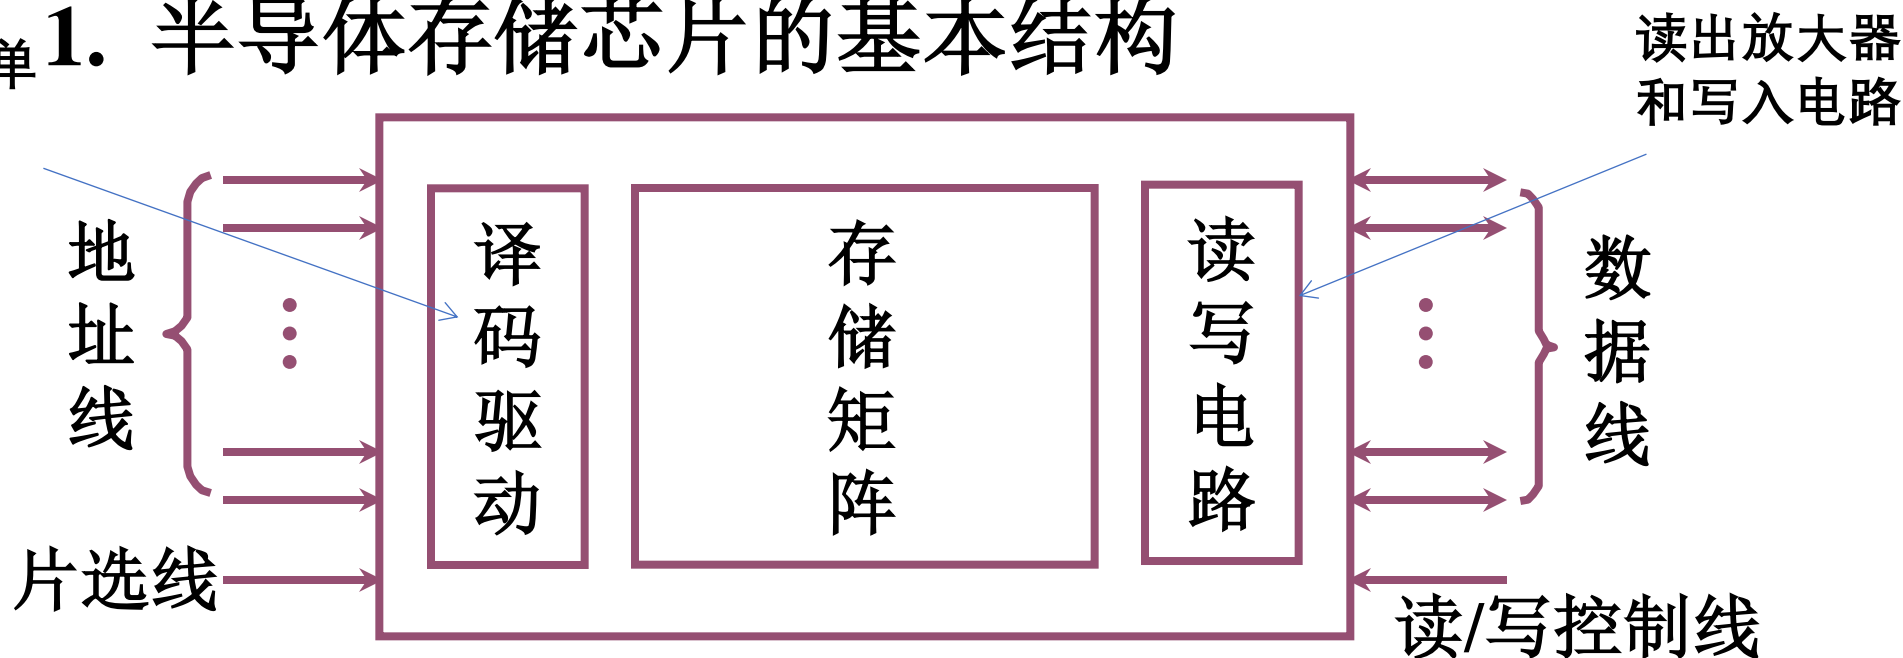 单
1. 半导体存储芯片的基本结构
读出放大器
和写入电路
地址线
译码驱动
存储矩阵
读写电路
数据线
片选线
读/写控制线